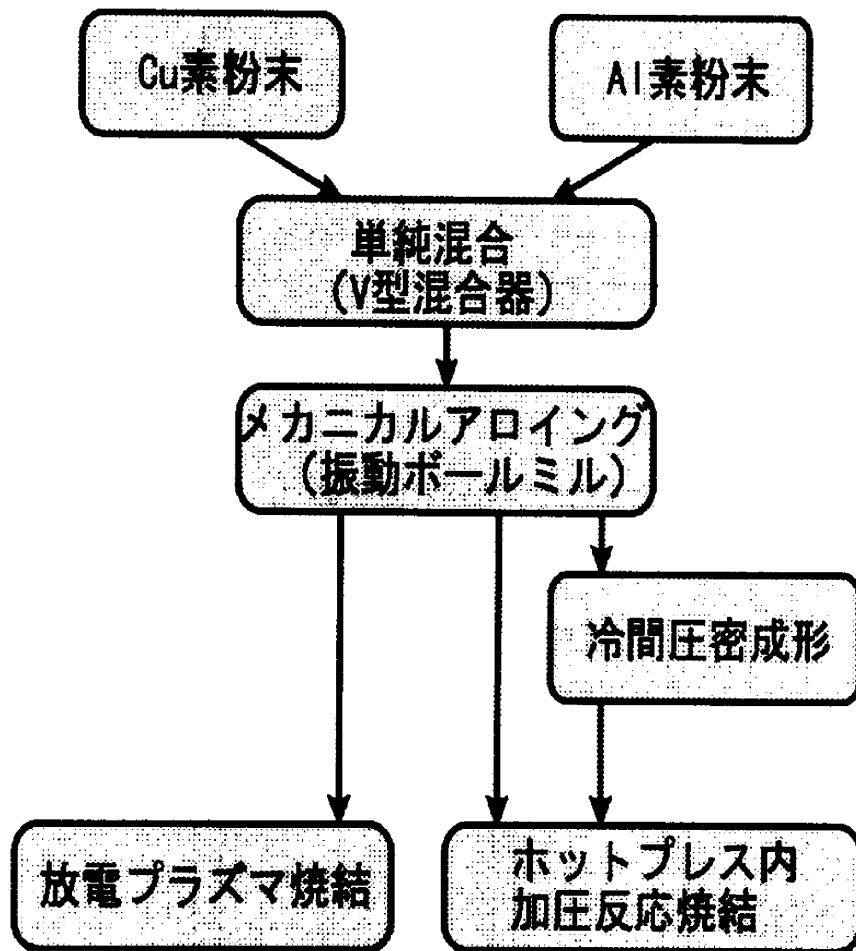 Cu素粉末
Al素粉末
単純混合
(V型混合器)
メカニカルアロイング
(振動ボールミル)
冷間圧密成形
放電プラズマ焼結
ホットプレス内
加圧反応焼結